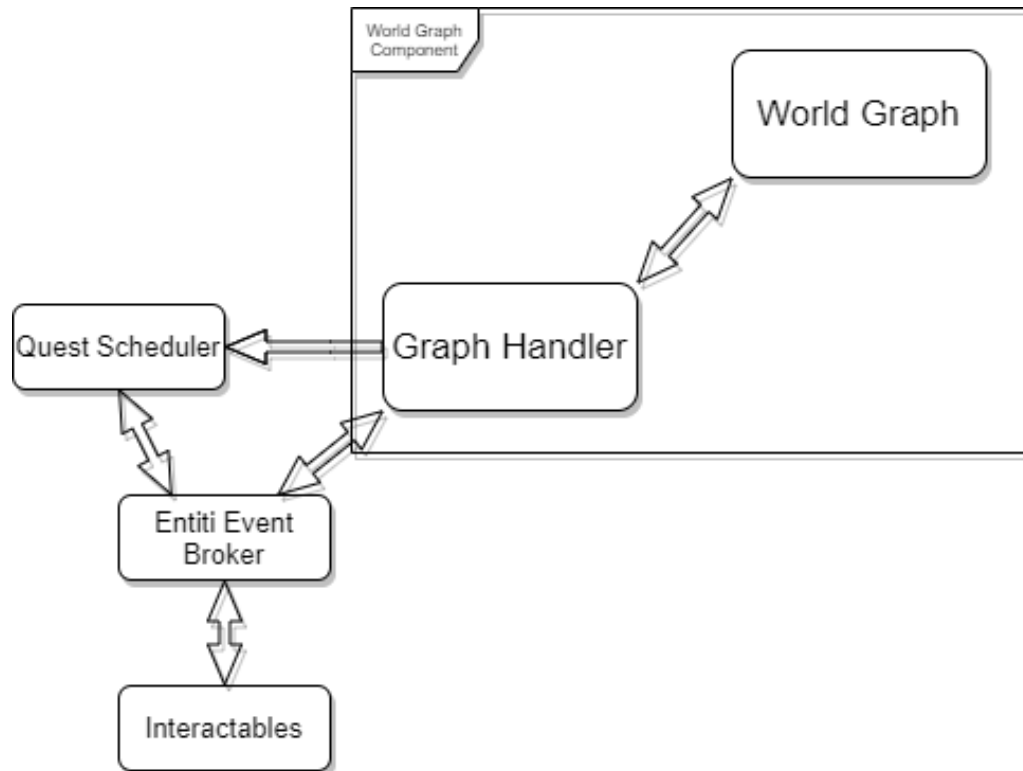 World Graph
Component
World Graph
Quest Scheduler
Graph Handler
Entiti Event
Broker
Interactables